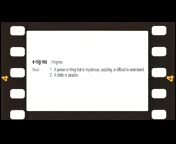 e·nig·ma /iˈnigmə/
Noun 1. A person or thing that is mysterious, puzzling, or difficult to understand.
2. A riddle or paradox.